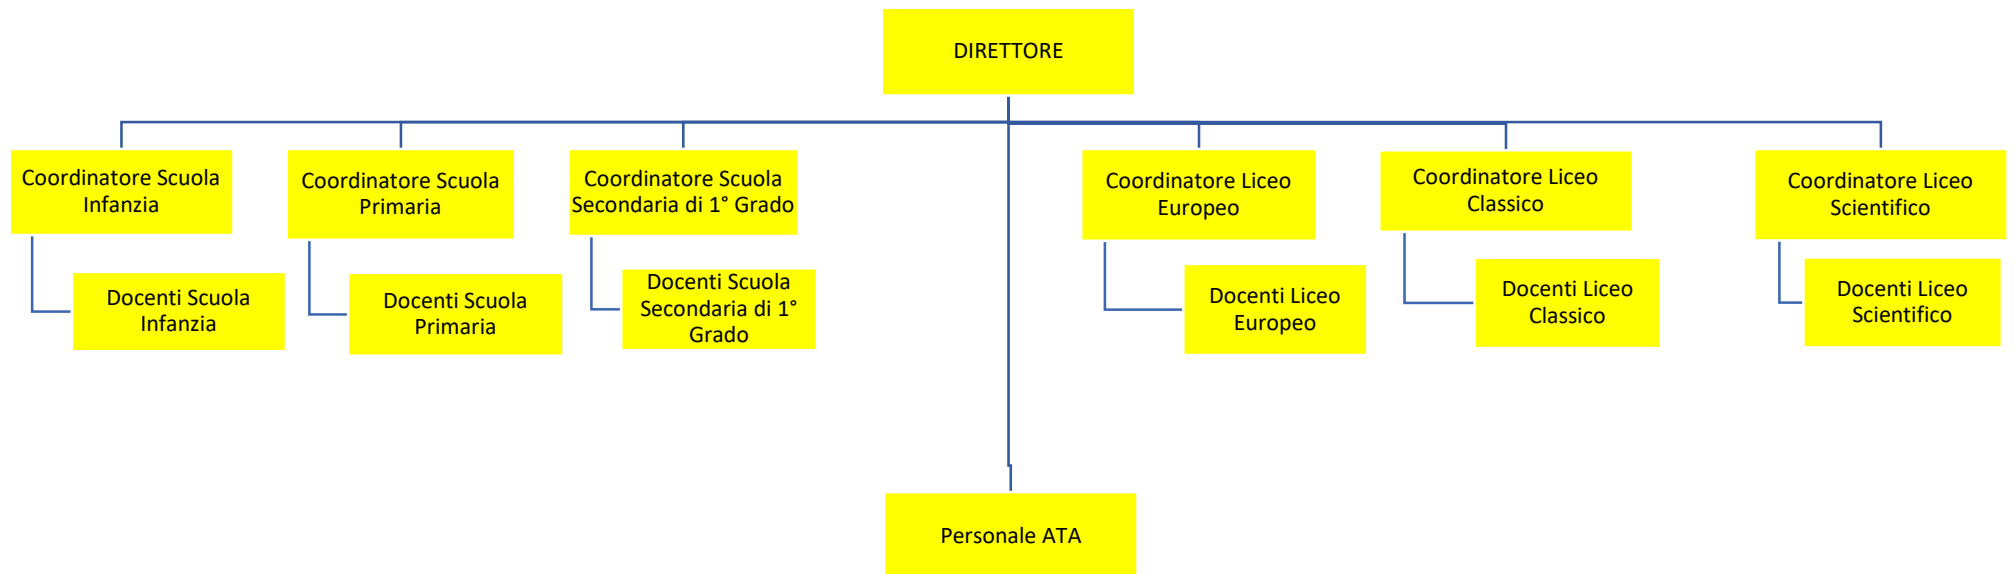 DIRETTORE
Coordinatore Scuola
Infanzia
Coordinatore Scuola
Primaria
Coordinatore Scuola
Secondaria di 1° Grado
Coordinatore Liceo
Europeo
Coordinatore Liceo
Classico
Coordinatore Liceo
Scientifico
Docenti Scuola
Infanzia
Docenti Scuola
Primaria
Docenti Scuola
Secondaria di 1°
Grado
Docenti Liceo
Europeo
Docenti Liceo
Classico
Docenti Liceo
Scientifico
Personale ATA